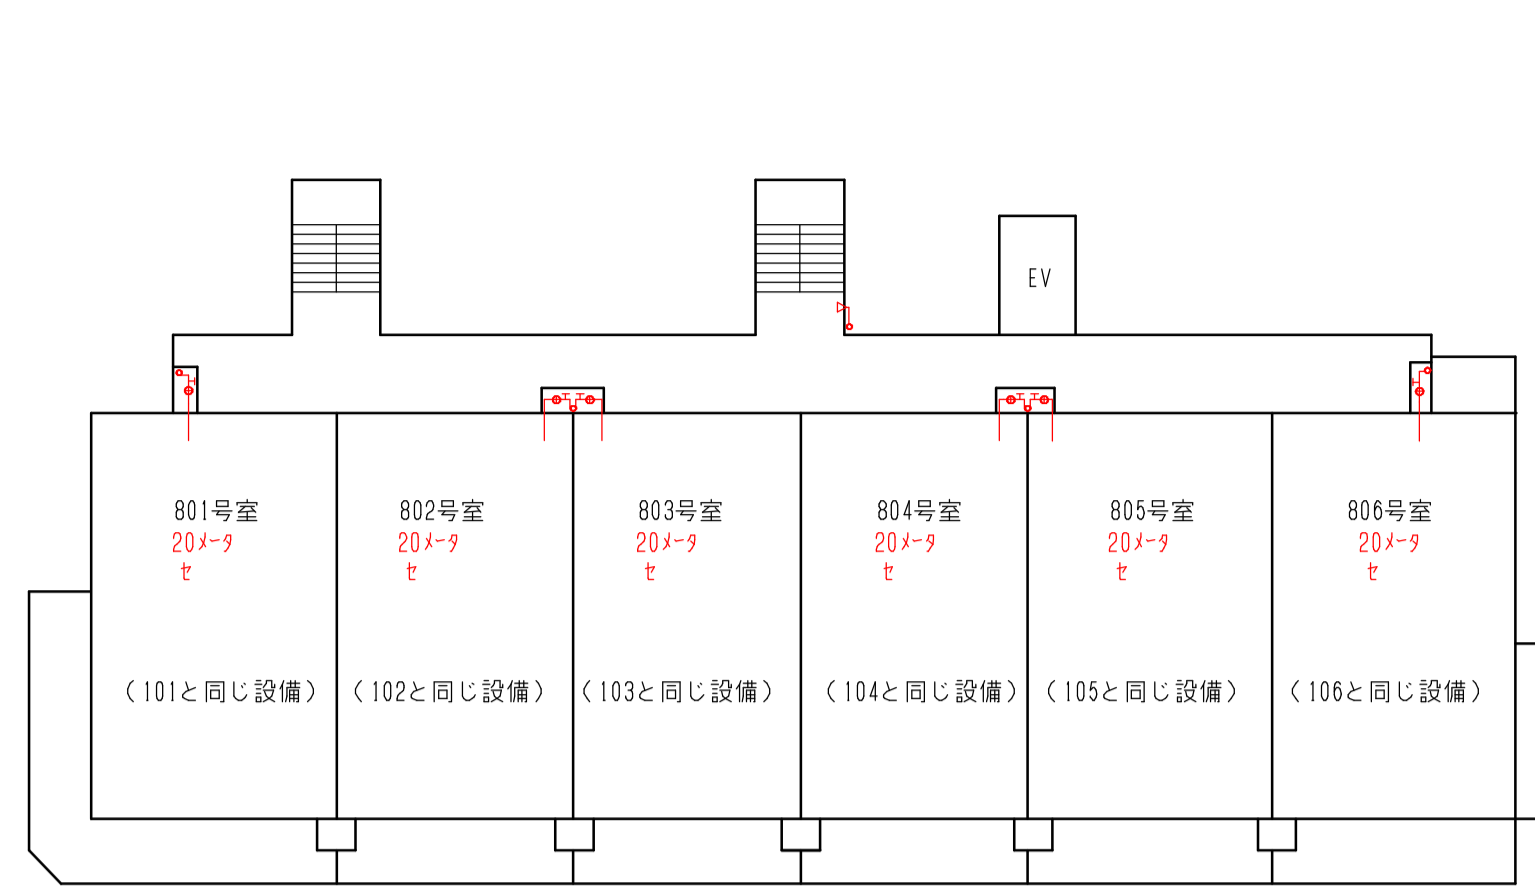 EV
801号室
20メータ
セ
(101と同じ設備)
802号室
20メータ
セ
(102と同じ設備)
803号室
20メータ
セ
(103と同じ設備)
804号室
20メータ
セ
(104と同じ設備)
805号室
20メータ
セ
(105と同じ設備)
806号室
20メータ
セ
(106と同じ設備)